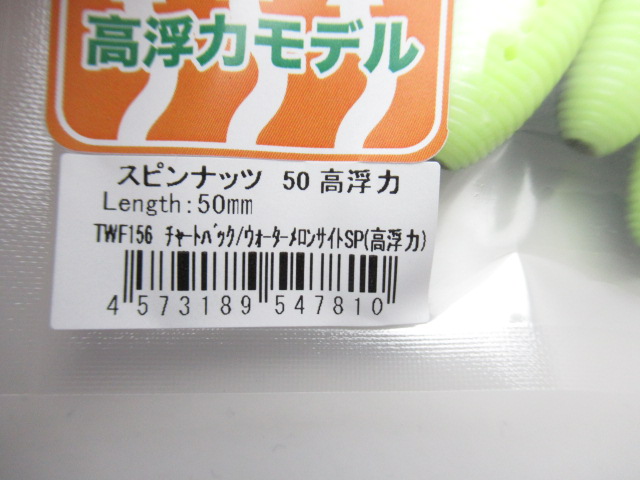 高浮力モデル
スピンナッツ 50 高浮力
Length:50mm
TWF156 ﾁｬｰﾄﾊﾞｯｸ/ｳｫｰﾀｰﾒﾛﾝｻｲﾄSP(高浮力)
4 573189 547810